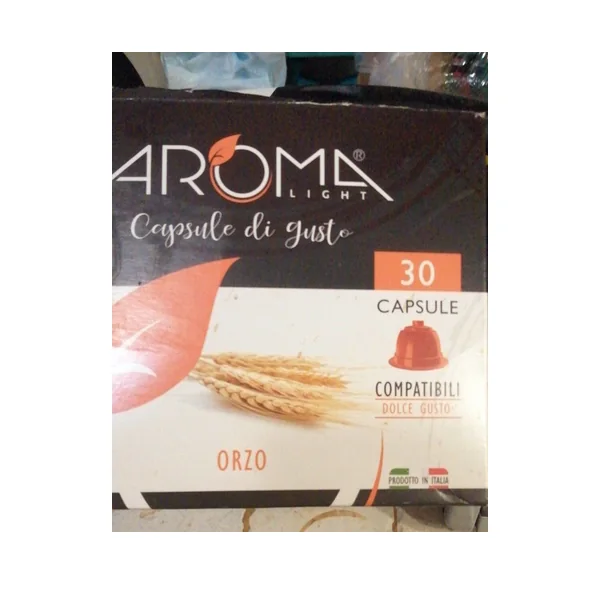 AROMA®
LIGHT
Capsule di gusto
30
CAPSULE
COMPATIBILI
DOLCE GUSTO
ORZO
PRODOTTO IN ITALIA